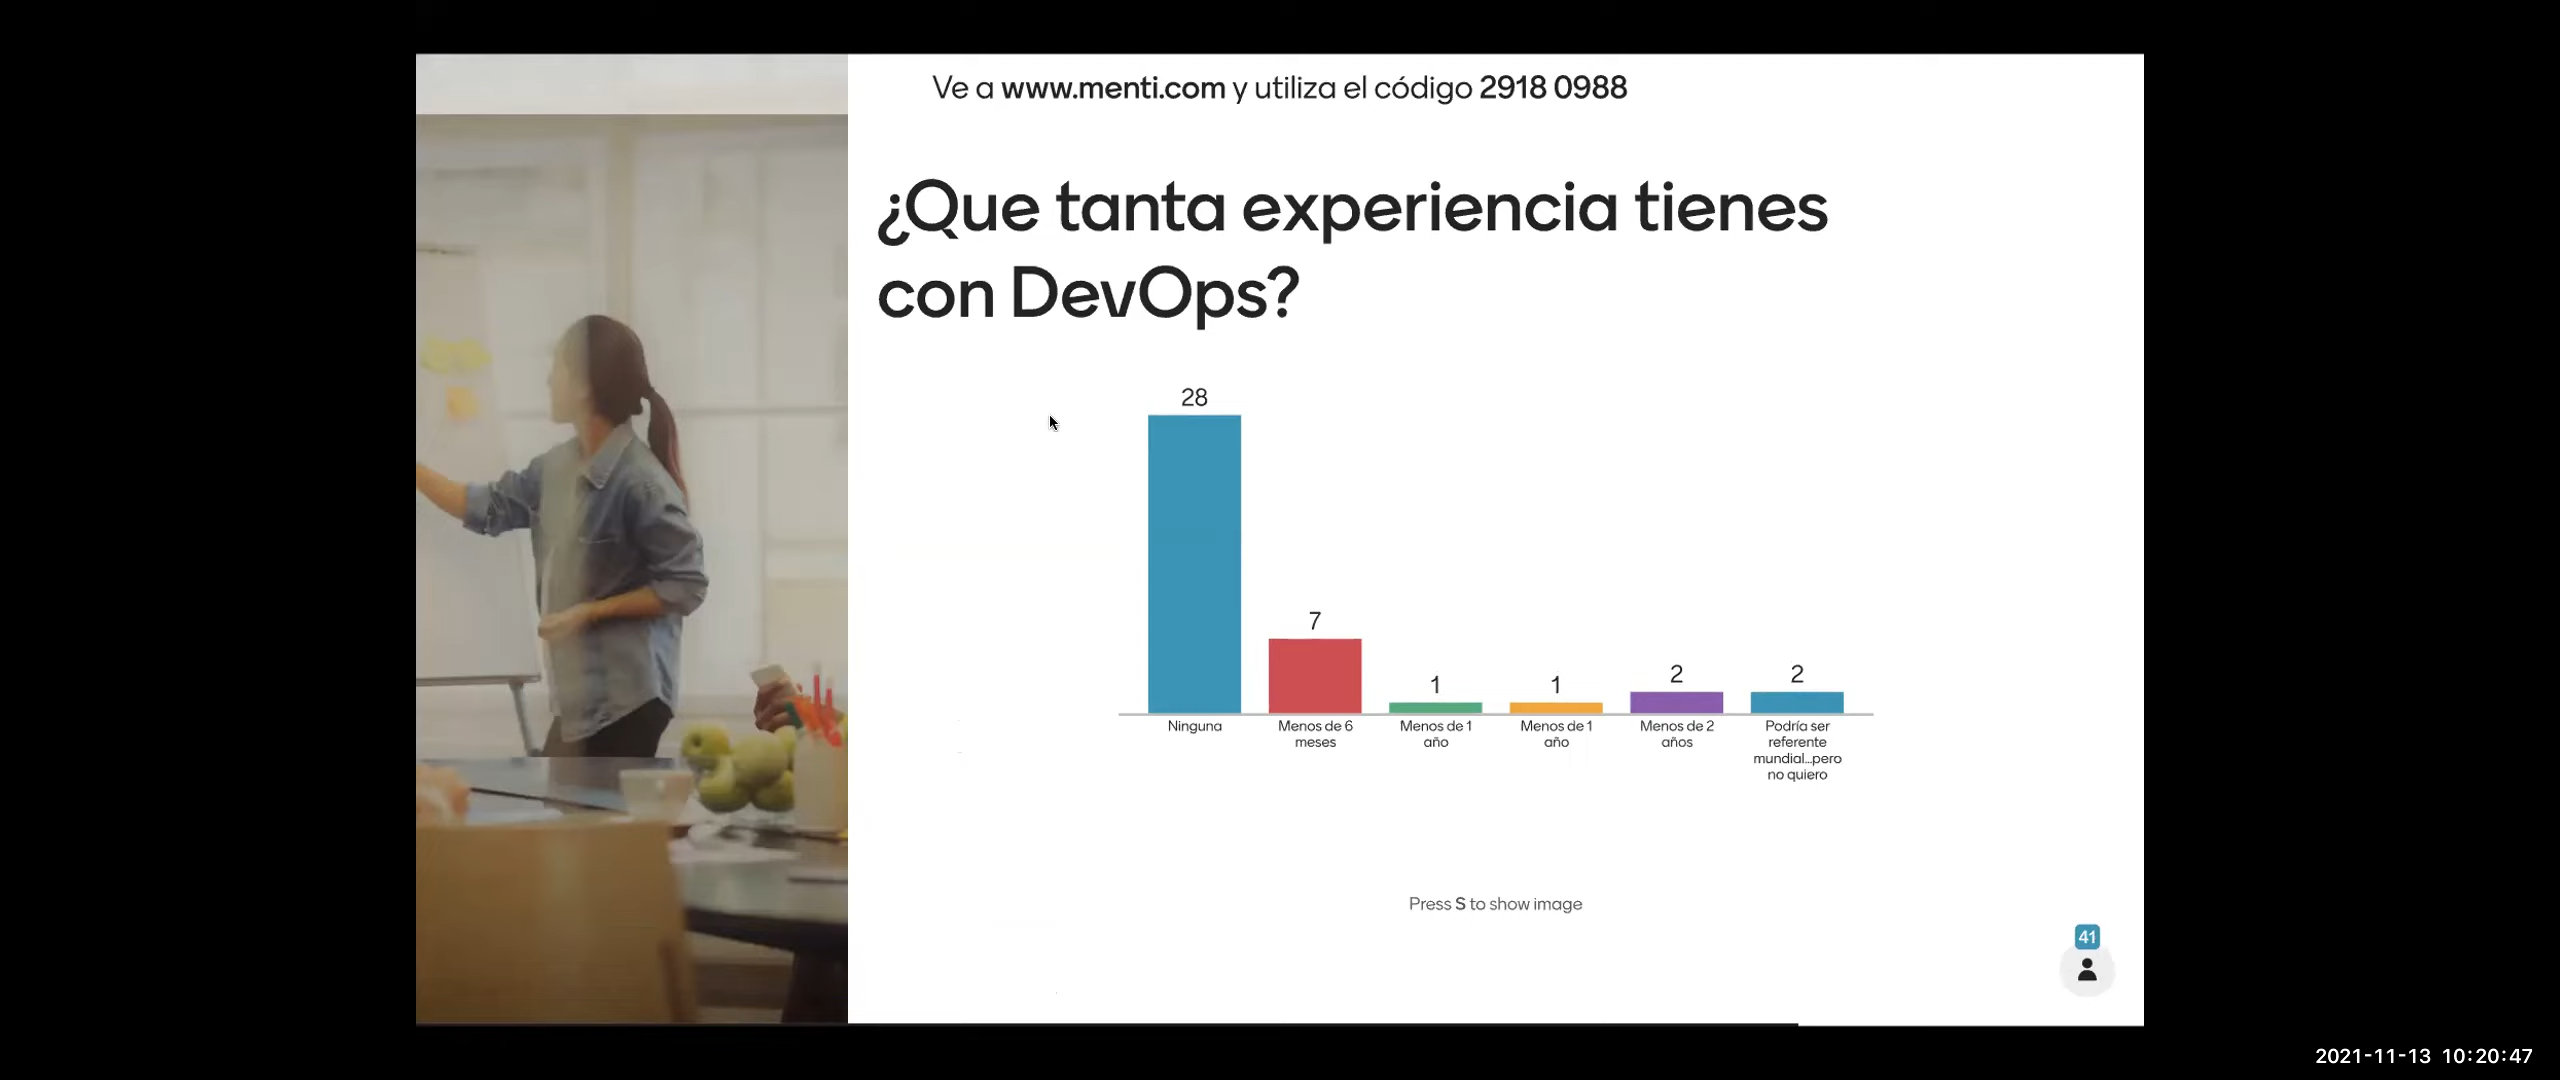 Ve a www.menti.com y utiliza el código 2918 0988
¿Que tanta experiencia tienes
con DevOps?
28
7
1
1
2
2
Ninguna
Menos de 6
meses
Menos de 1
año
Menos de 1
año
Menos de 2
años
Podría ser
referente
mundial...pero
no quiero
Press S to show image
41
2021-11-13 10:20:47